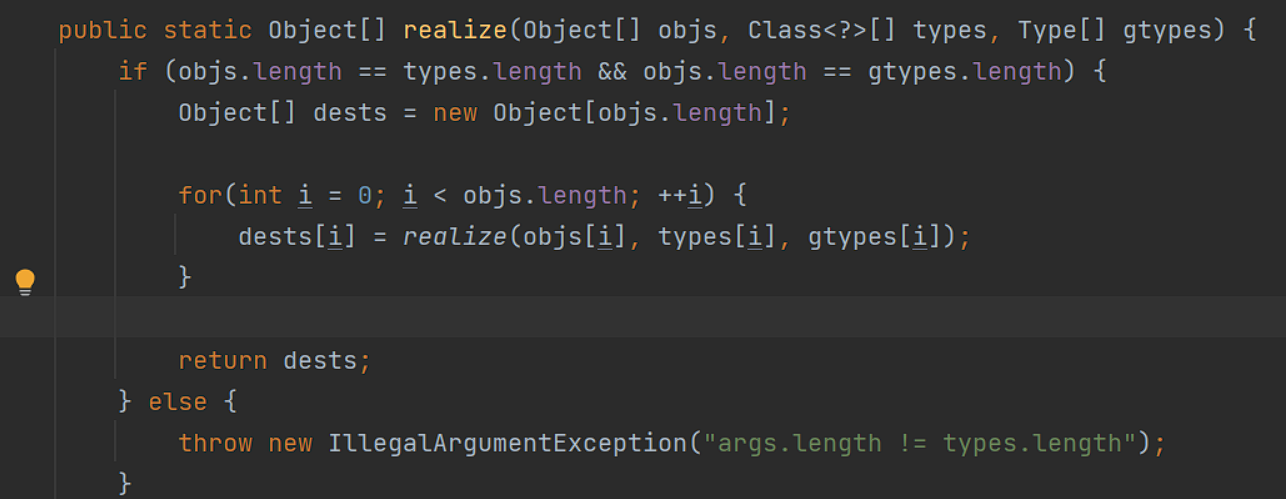 public static Object[] realize(Object[] objs, Class<?>[] types, Type[] gtypes) {
if (objs.length == types.length && objs.length == gtypes.length) {
Object[] dests = new Object[objs.length];
for(int i = 0; i < objs.length; ++i) {
dests[i] = realize(objs[i], types[i], gtypes[i]);
}
return dests;
} else {
throw new IllegalArgumentException("args.length != types.length");
}